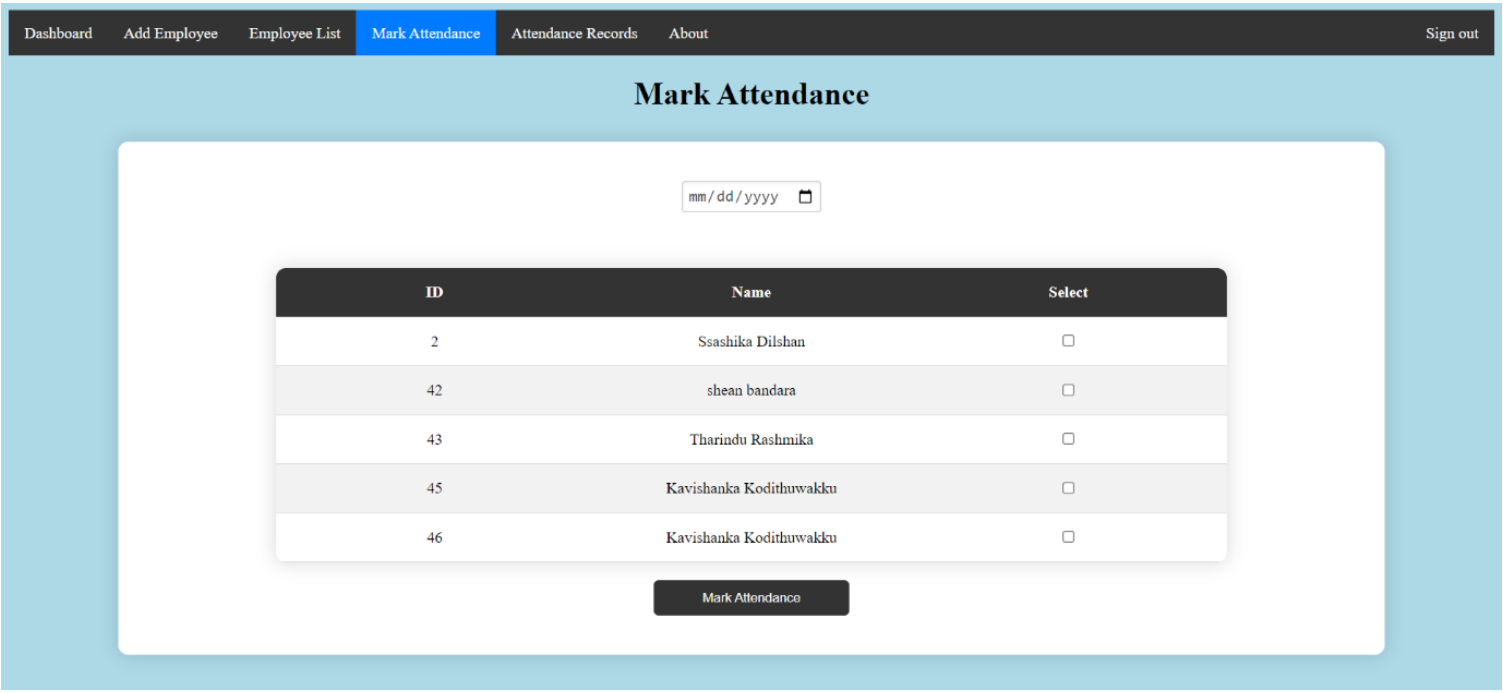 Dashboard Add Employee Employee List Mark Attendance Attendance Records About Sign out
Mark Attendance
mm/dd/yyyy
ID Name Select
2 Ssashika Dilshan
42 shean bandara
43 Tharindu Rashmika
45 Kavishanka Kodithuwakku
46 Kavishanka Kodithuwakku
Mark Attendance